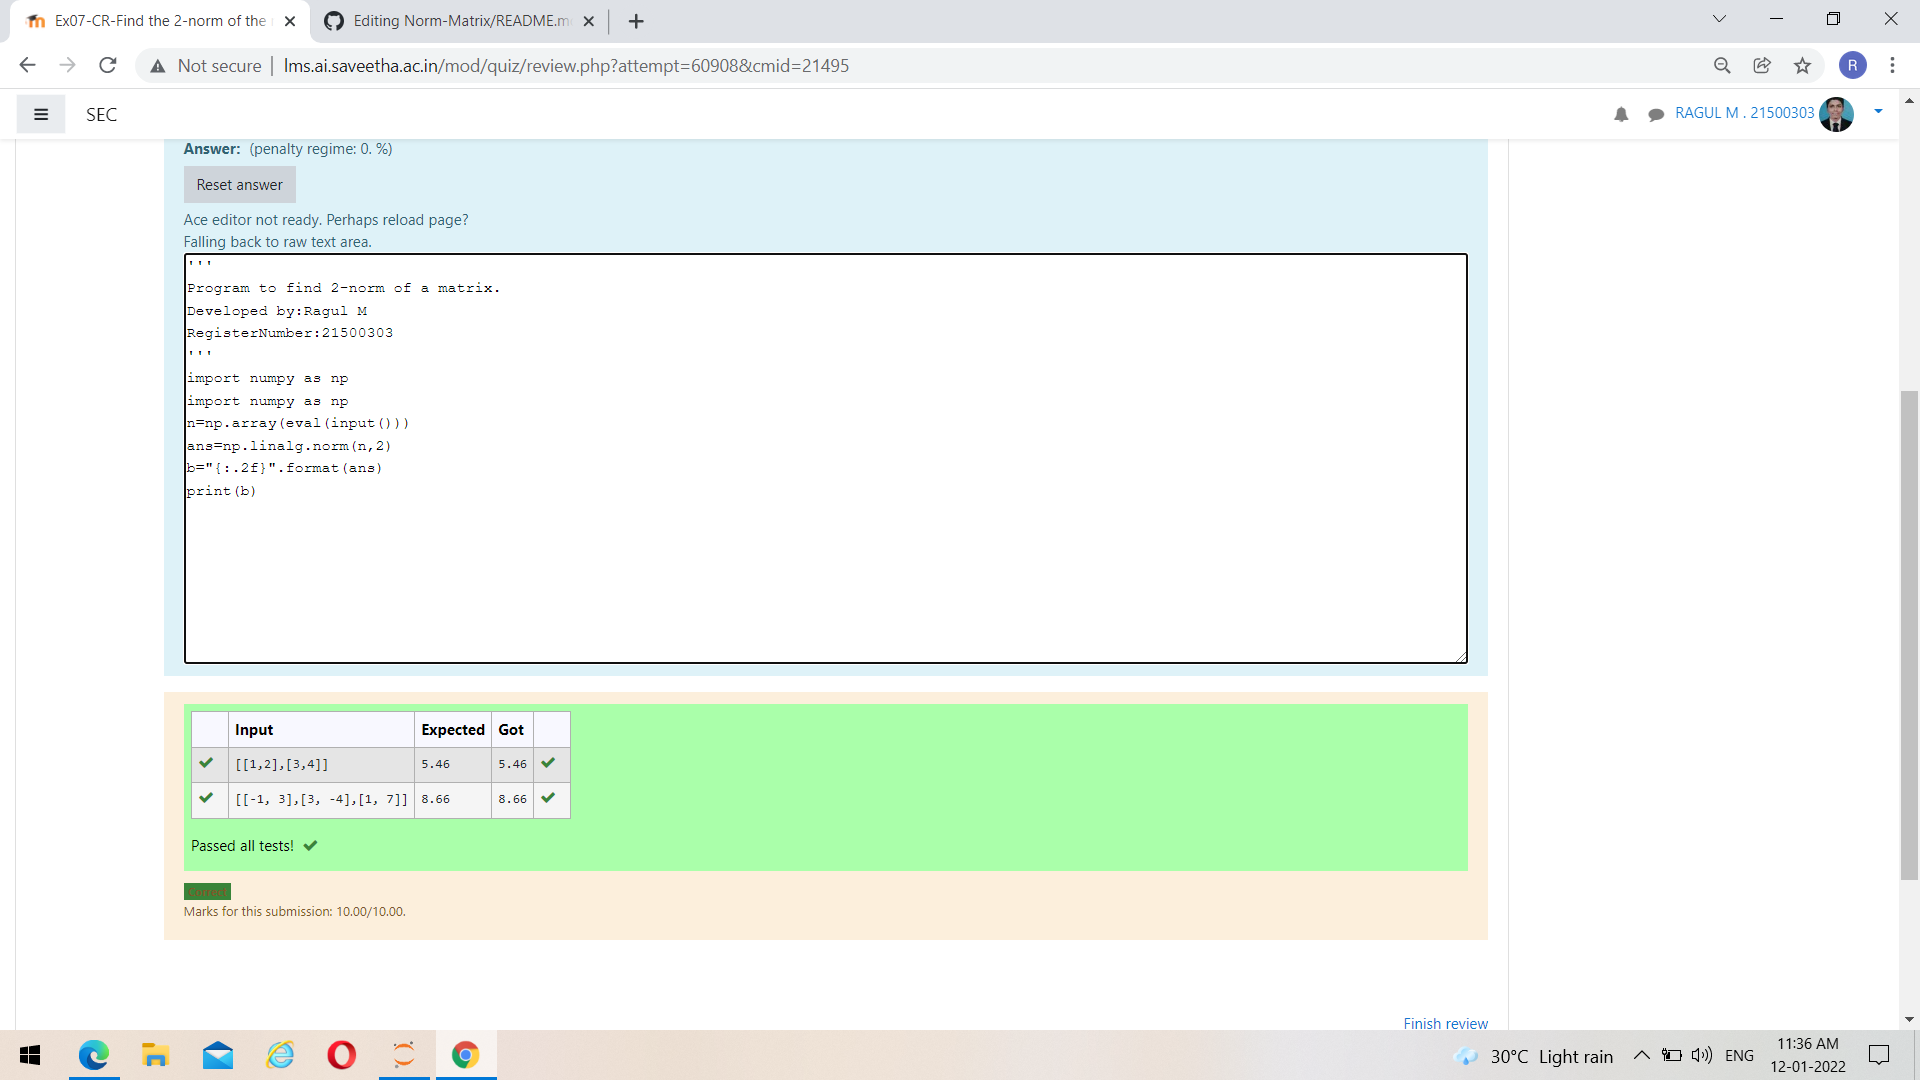 Ex07-CR-Find the 2-norm of the
Editing Norm-Matrix/README.m
Not secure
lms.ai.saveetha.ac.in/mod/quiz/review.php?attempt=60908&cmid=21495
R
SEC
RAGUL M . 21500303
Answer: (penalty regime: 0. %)
Reset answer
Ace editor not ready. Perhaps reload page?
Falling back to raw text area.
'''
Program to find 2-norm of a matrix.
Developed by:Ragul M
RegisterNumber:21500303
'''
import numpy as np
import numpy as np
n=np.array(eval(input()))
ans=np.linalg.norm(n,2)
b="{:.2f}".format(ans)
print(b)
Input Expected Got
[[1,2],[3,4]] 5.46 5.46
[[-1, 3],[3, -4],[1, 7]] 8.66 8.66
Passed all tests!
Correct
Marks for this submission: 10.00/10.00.
Finish review
30°C Light rain
ENG
11:36 AM
12-01-2022